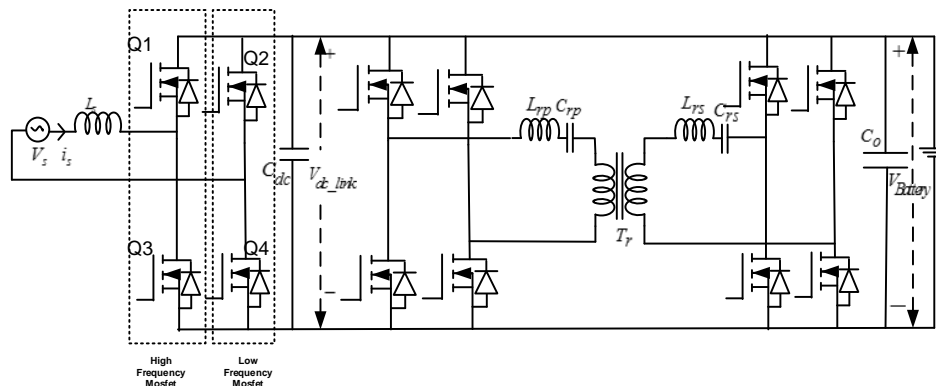 Q1
Q2
L_s
V_s
i_s
C_dc
+
V_dc_link
−
L_rp
C_rp
L_rs
C_rs
T_r
C_o
+
V_Battery
−
Q3
Q4
High
Frequency
Mosfet
Low
Frequency
Mosfet